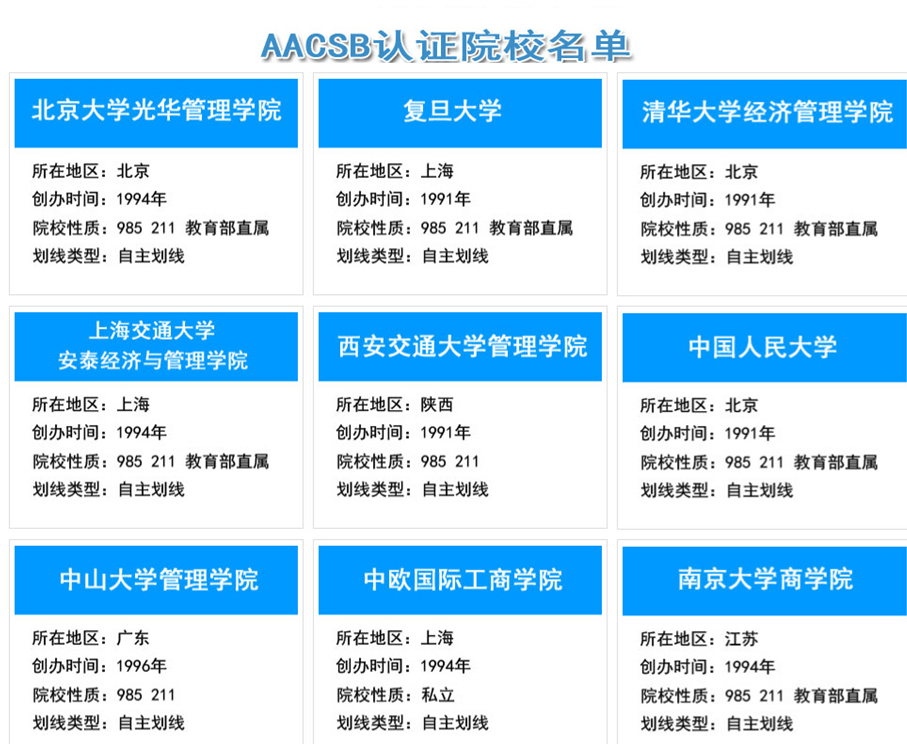 AACSB认证院校名单
北京大学光华管理学院
所在地区：北京
创办时间：1994年
院校性质：985 211 教育部直属
划线类型：自主划线
复旦大学
所在地区：上海
创办时间：1991年
院校性质：985 211 教育部直属
划线类型：自主划线
清华大学经济管理学院
所在地区：北京
创办时间：1991年
院校性质：985 211 教育部直属
划线类型：自主划线
上海交通大学
安泰经济与管理学院
所在地区：上海
创办时间：1994年
院校性质：985 211 教育部直属
划线类型：自主划线
西安交通大学管理学院
所在地区：陕西
创办时间：1991年
院校性质：985 211
划线类型：自主划线
中国人民大学
所在地区：北京
创办时间：1991年
院校性质：985 211 教育部直属
划线类型：自主划线
中山大学管理学院
所在地区：广东
创办时间：1996年
院校性质：985 211
划线类型：自主划线
中欧国际工商学院
所在地区：上海
创办时间：1994年
院校性质：私立
划线类型：自主划线
南京大学商学院
所在地区：江苏
创办时间：1994年
院校性质：985 211 教育部直属
划线类型：自主划线